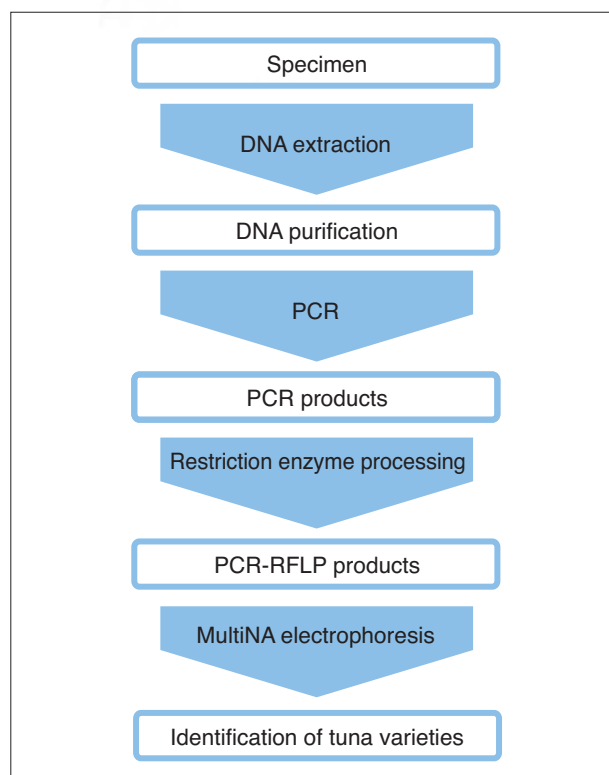 Specimen
DNA extraction
DNA purification
PCR
PCR products
Restriction enzyme processing
PCR-RFLP products
MultiNA electrophoresis
Identification of tuna varieties